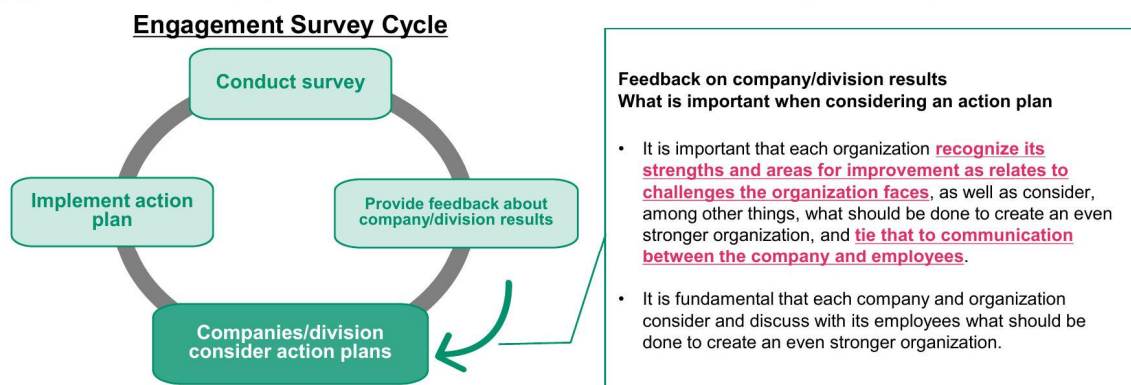 Engagement Survey Cycle
Conduct survey
Provide feedback about
company/division results
Companies/division
consider action plans
Implement action
plan
Feedback on company/division results
What is important when considering an action plan
• It is important that each organization recognize its
strengths and areas for improvement as relates to
challenges the organization faces, as well as consider,
among other things, what should be done to create an even
stronger organization, and tie that to communication
between the company and employees.
• It is fundamental that each company and organization
consider and discuss with its employees what should be
done to create an even stronger organization.